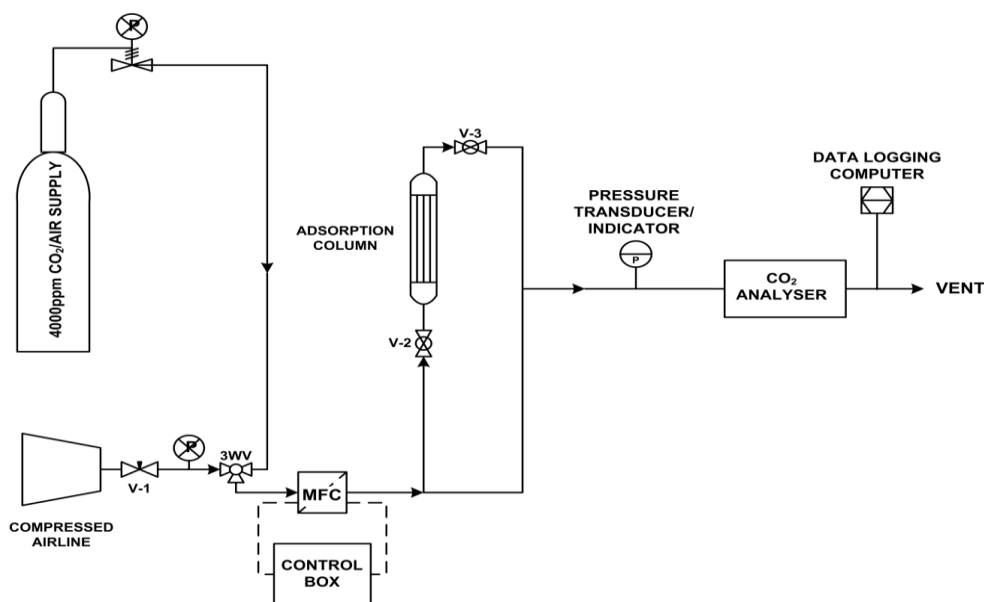 P
4000ppm CO₂/AIR SUPPLY
V-3
DATA LOGGING
COMPUTER
PRESSURE
TRANSDUCER/
INDICATOR
ADSORPTION
COLUMN
P
CO₂
ANALYSER
VENT
V-2
P
3WV
V-1
MFC
COMPRESSED
AIRLINE
CONTROL
BOX